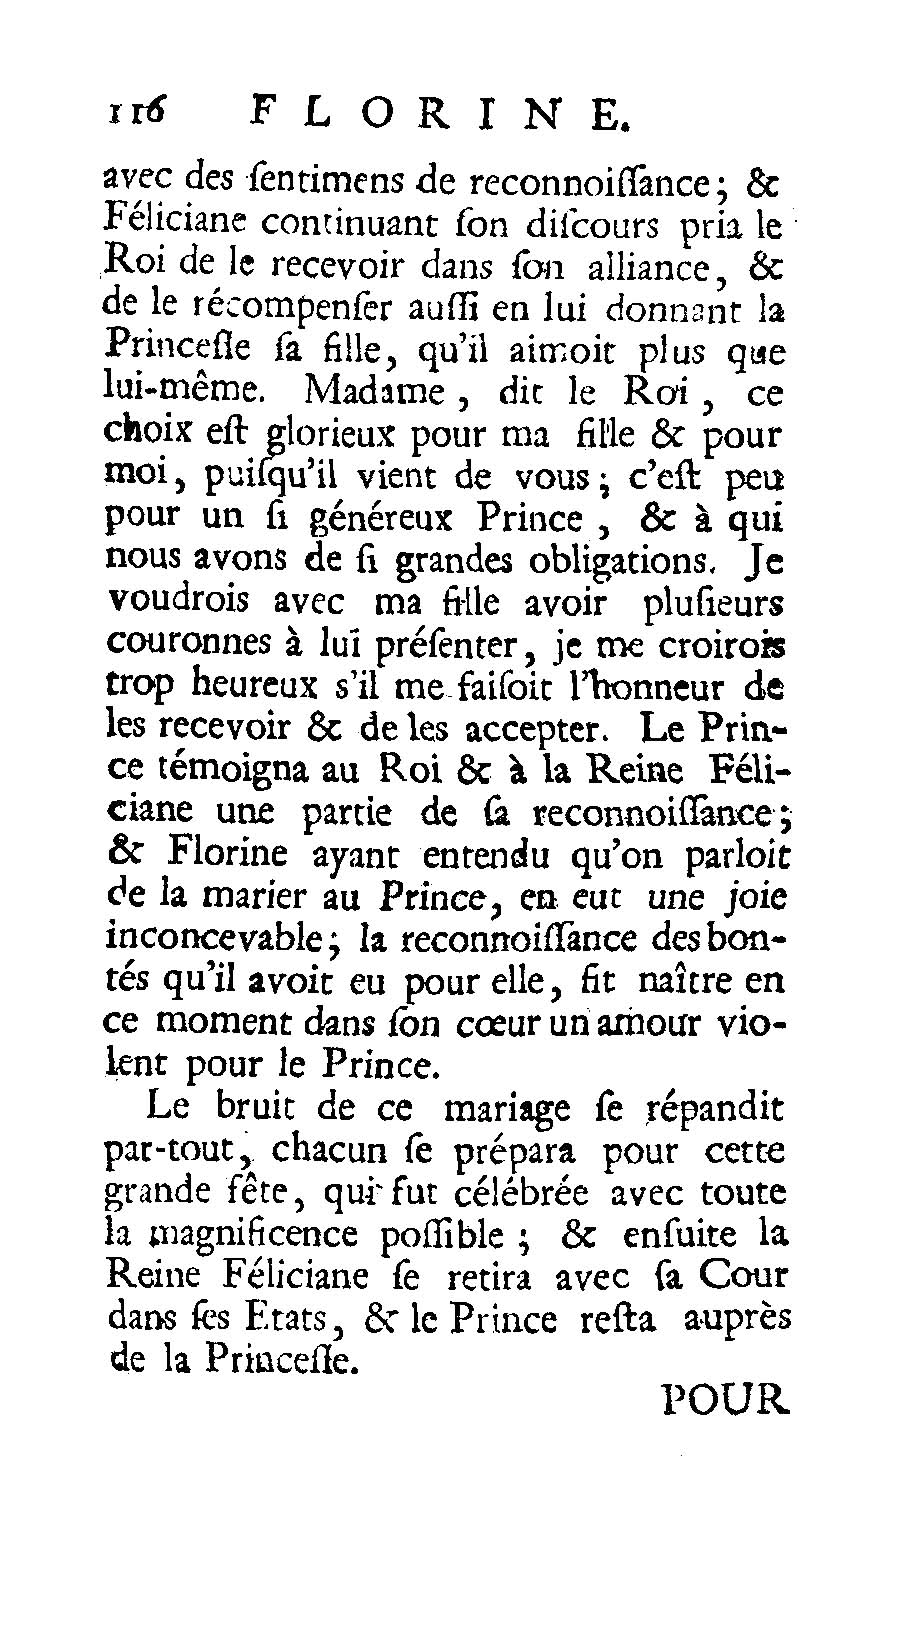 116 FLORINE.
avec des ſentimens de reconnoiſſance; &
Féliciane continuant ſon diſcours pria le
Roi de le recevoir dans ſon alliance, &
de le récompenſer auſſi en lui donnant la
Princeſſe ſa fille, qu'il aimoit plus que
lui-même. Madame, dit le Roi, ce
choix eſt glorieux pour ma fille & pour
moi, puiſqu'il vient de vous; c'eſt peu
pour un ſi généreux Prince, & à qui
nous avons de ſi grandes obligations. Je
voudrois avec ma fille avoir pluſieurs
couronnes à lui préſenter, je me croirois
trop heureux s'il me faiſoit l'honneur de
les recevoir & de les accepter. Le Prin-
ce témoigna au Roi & à la Reine Féli-
ciane une partie de ſa reconnoiſſance;
& Florine ayant entendu qu'on parloit
de la marier au Prince, en eut une joie
inconcevable; la reconnoiſſance des bon-
tés qu'il avoit eu pour elle, fit naître en
ce moment dans ſon cœur un amour vio-
lent pour le Prince.
Le bruit de ce mariage ſe répandit
par-tout, chacun ſe prépara pour cette
grande fête, qui fut célébrée avec toute
la magnificence poſſible; & enſuite la
Reine Féliciane ſe retira avec ſa Cour
dans ſes Etats, & le Prince reſta auprès
de la Princeſſe.
POUR